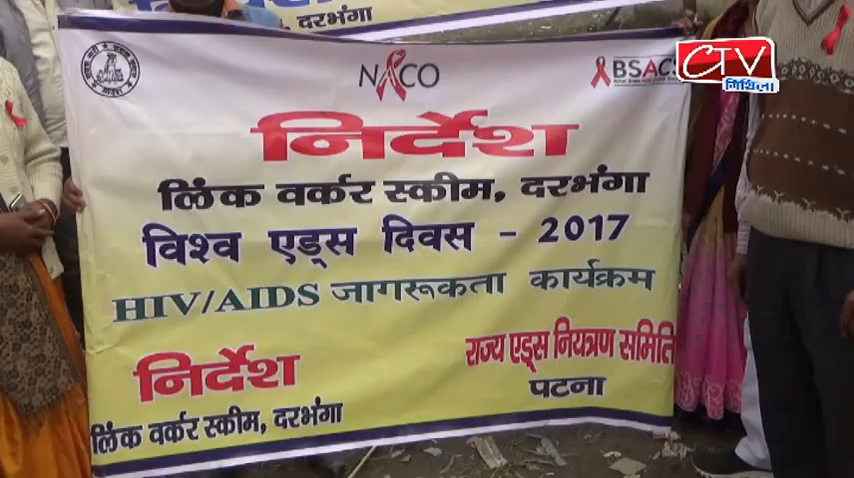 दरभंगा
CTV
मिथिला
NACO
BSACS
निर्देश
लिंक वर्कर स्कीम, दरभंगा
विश्व एड्स दिवस - 2017
HIV/AIDS जागरूकता कार्यक्रम
निर्देश
लिंक वर्कर स्कीम, दरभंगा
राज्य एड्स नियत्रण समिति
पटना